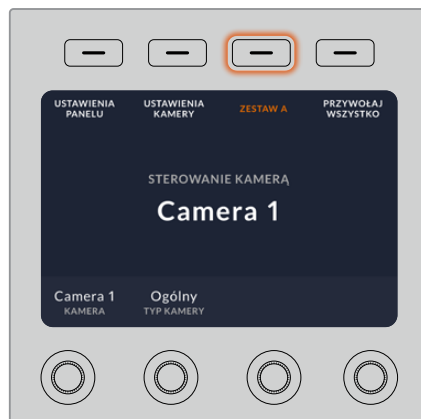 USTAWIENIA PANELU
USTAWIENIA KAMERY
ZESTAW A
PRZYWOŁAJ WSZYSTKO
STEROWANIE KAMERĄ
Camera 1
Camera 1
KAMERA
Ogólny
TYP KAMERY